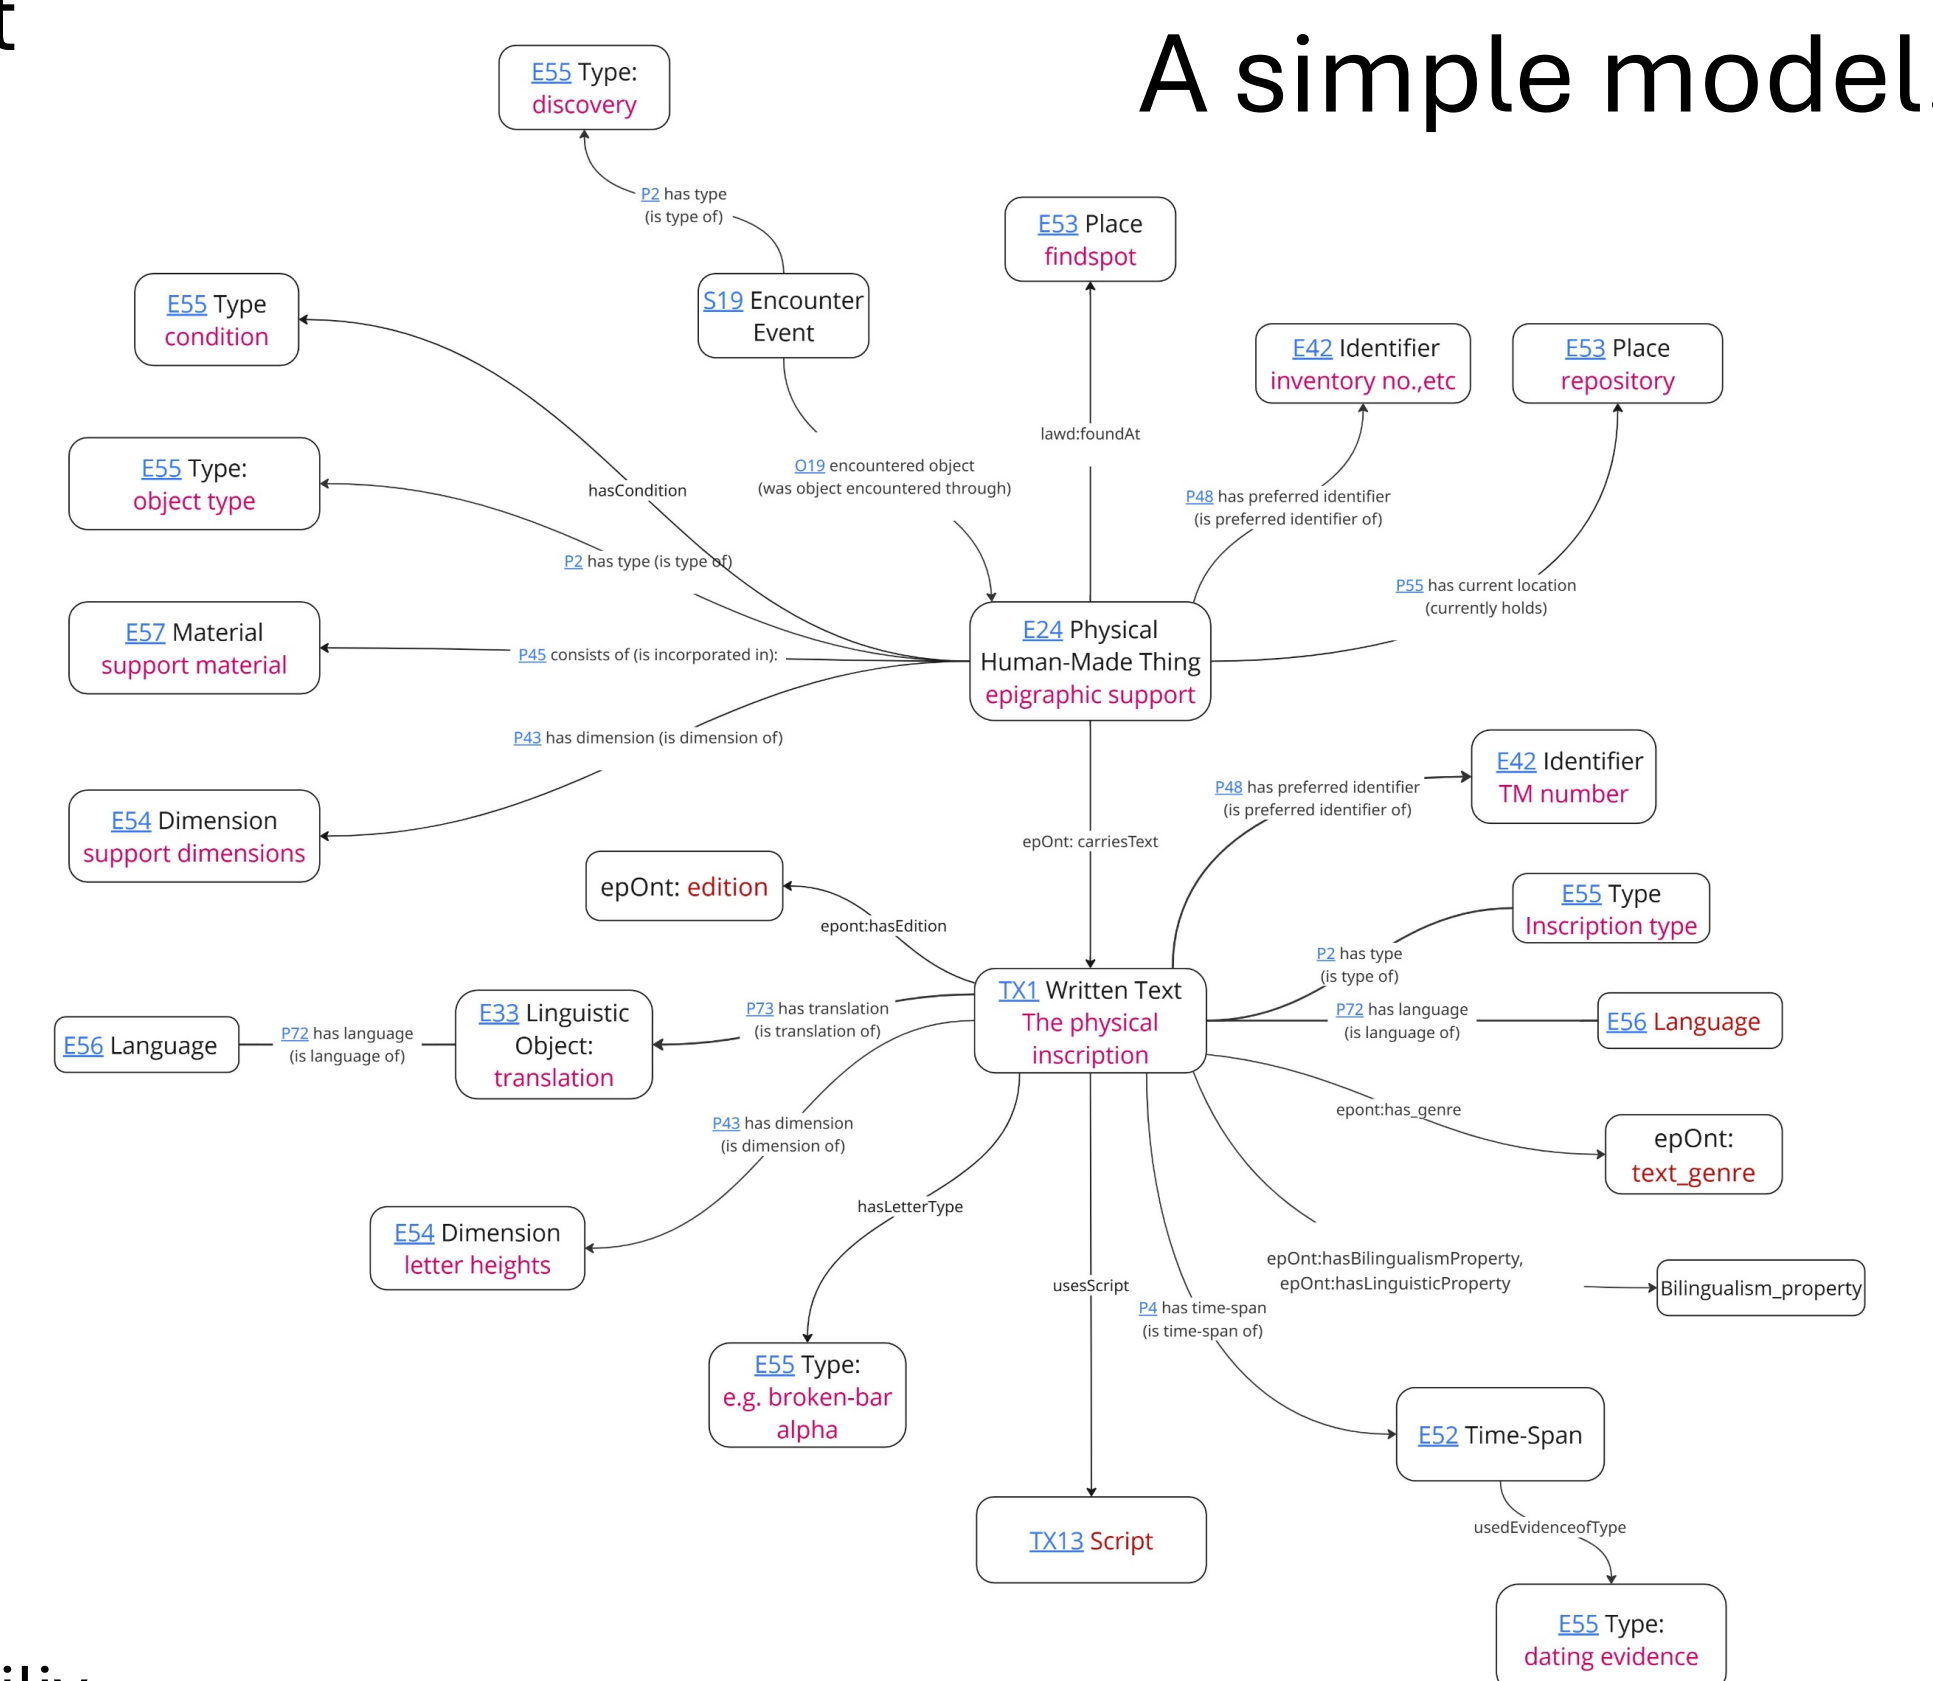 t
A simple model.
E55 Type:
discovery
P2 has type
(is type of)
E53 Place
findspot
E55 Type
condition
S19 Encounter
Event
E42 Identifier
inventory no.,etc
E53 Place
repository
lawd:foundAt
E55 Type:
object type
hasCondition
O19 encountered object
(was object encountered through)
P48 has preferred identifier
(is preferred identifier of)
P2 has type (is type of)
P55 has current location
(currently holds)
E57 Material
support material
P45 consists of (is incorporated in):
E24 Physical
Human-Made Thing
epigraphic support
P43 has dimension (is dimension of)
E54 Dimension
support dimensions
E42 Identifier
TM number
P48 has preferred identifier
(is preferred identifier of)
epOnt: carriesText
epOnt: edition
epont:hasEdition
E55 Type
Inscription type
P2 has type
(is type of)
TX1 Written Text
The physical
inscription
E56 Language
P72 has language
(is language of)
E33 Linguistic
Object:
translation
P73 has translation
(is translation of)
P72 has language
(is language of)
E56 Language
P43 has dimension
(is dimension of)
epont:has_genre
epOnt:
text_genre
E54 Dimension
letter heights
hasLetterType
usesScript
epOnt:hasBilingualismProperty,
epOnt:hasLinguisticProperty
Bilingualism_property
P4 has time-span
(is time-span of)
E55 Type:
e.g. broken-bar
alpha
E52 Time-Span
TX13 Script
usedEvidenceofType
E55 Type:
dating evidence